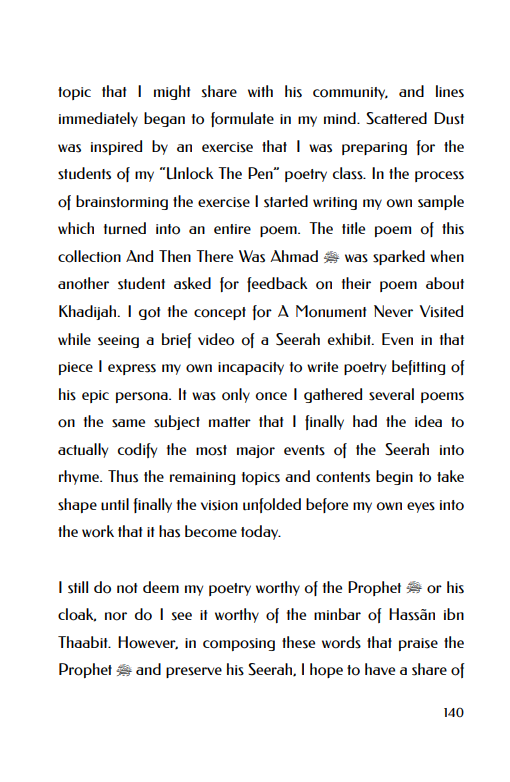 topic that I might share with his community, and lines
immediately began to formulate in my mind. Scattered Dust
was inspired by an exercise that I was preparing for the
students of my “Unlock The Pen” poetry class. In the process
of brainstorming the exercise I started writing my own sample
which turned into an entire poem. The title poem of this
collection And Then There Was Ahmad ﷺ was sparked when
another student asked for feedback on their poem about
Khadijah. I got the concept for A Monument Never Visited
while seeing a brief video of a Seerah exhibit. Even in that
piece I express my own incapacity to write poetry befitting of
his epic persona. It was only once I gathered several poems
on the same subject matter that I finally had the idea to
actually codify the most major events of the Seerah into
rhyme. Thus the remaining topics and contents begin to take
shape until finally the vision unfolded before my own eyes into
the work that it has become today.
I still do not deem my poetry worthy of the Prophet ﷺ or his
cloak, nor do I see it worthy of the minbar of Hassãn ibn
Thaabit. However, in composing these words that praise the
Prophet ﷺ and preserve his Seerah, I hope to have a share of
140